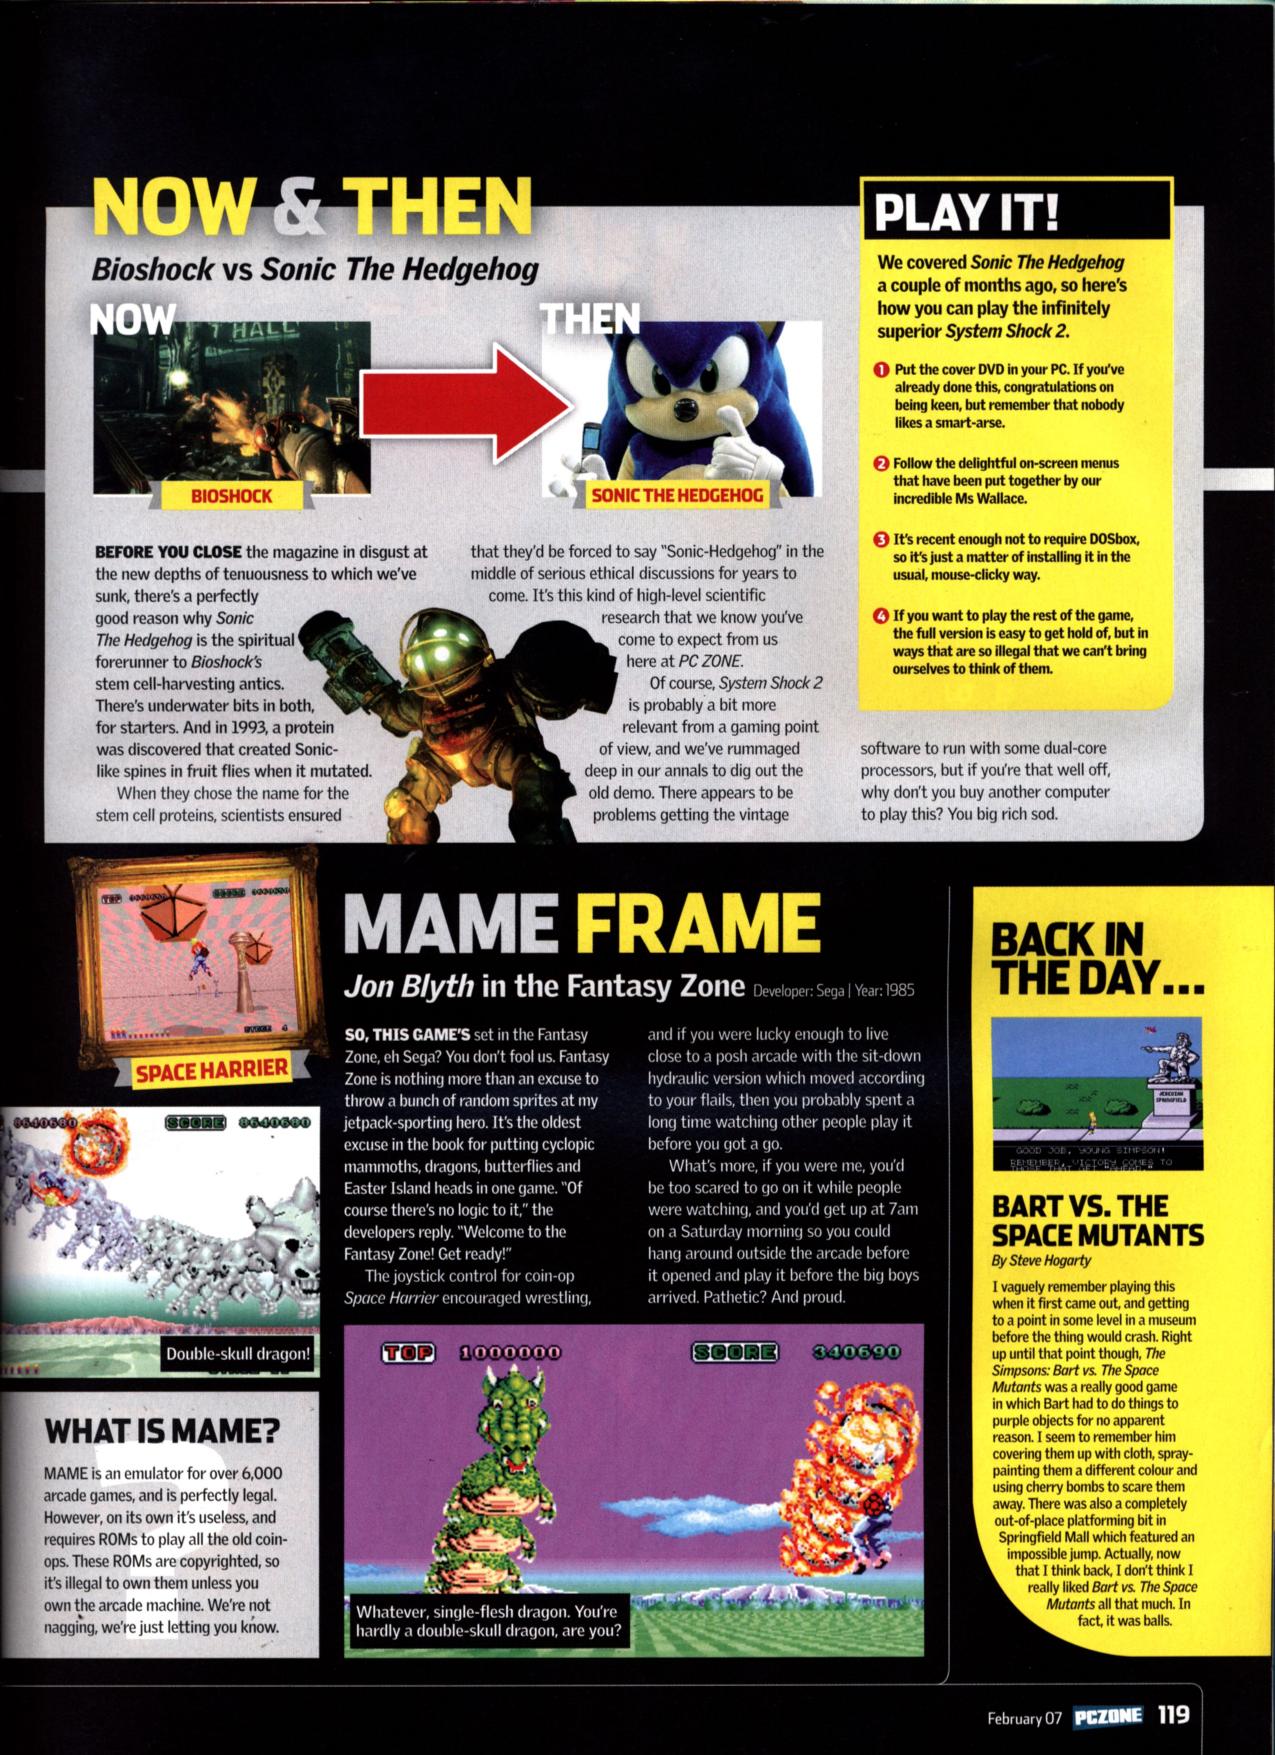 NOW & THEN
Bioshock vs Sonic The Hedgehog
NOW
T HALL
BIOSHOCK
THEN
SONIC THE HEDGEHOG
BEFORE YOU CLOSE the magazine in disgust at
the new depths of tenuousness to which we've
sunk, there's a perfectly
good reason why Sonic
The Hedgehog is the spiritual
forerunner to Bioshock's
stem cell-harvesting antics.
There's underwater bits in both,
for starters. And in 1993, a protein
was discovered that created Sonic-
like spines in fruit flies when it mutated.
When they chose the name for the
stem cell proteins, scientists ensured
that they'd be forced to say "Sonic-Hedgehog" in the
middle of serious ethical discussions for years to
come. It's this kind of high-level scientific
research that we know you've
come to expect from us
here at PC ZONE.
Of course, System Shock 2
is probably a bit more
relevant from a gaming point
of view, and we've rummaged
deep in our annals to dig out the
old demo. There appears to be
problems getting the vintage
software to run with some dual-core
processors, but if you're that well off,
why don't you buy another computer
to play this? You big rich sod.
PLAY IT!
We covered Sonic The Hedgehog
a couple of months ago, so here's
how you can play the infinitely
superior System Shock 2.
1 Put the cover DVD in your PC. If you've
already done this, congratulations on
being keen, but remember that nobody
likes a smart-arse.
2 Follow the delightful on-screen menus
that have been put together by our
incredible Ms Wallace.
3 It's recent enough not to require DOSbox,
so it's just a matter of installing it in the
usual, mouse-clicky way.
4 If you want to play the rest of the game,
the full version is easy to get hold of, but in
ways that are so illegal that we can't bring
ourselves to think of them.
TOP
SCORE
STAGE 4
SPACE HARRIER
8640680 SCORE 8640680
Double-skull dragon!
WHAT IS MAME?
?
MAME is an emulator for over 6,000
arcade games, and is perfectly legal.
However, on its own it's useless, and
requires ROMs to play all the old coin-
ops. These ROMs are copyrighted, so
it's illegal to own them unless you
own the arcade machine. We're not
nagging, we're just letting you know.
MAME FRAME
Jon Blyth in the Fantasy Zone Developer: Sega | Year: 1985
SO, THIS GAME'S set in the Fantasy
Zone, eh Sega? You don't fool us. Fantasy
Zone is nothing more than an excuse to
throw a bunch of random sprites at my
jetpack-sporting hero. It's the oldest
excuse in the book for putting cyclopic
mammoths, dragons, butterflies and
Easter Island heads in one game. "Of
course there's no logic to it," the
developers reply. "Welcome to the
Fantasy Zone! Get ready!"
The joystick control for coin-op
Space Harrier encouraged wrestling,
and if you were lucky enough to live
close to a posh arcade with the sit-down
hydraulic version which moved according
to your flails, then you probably spent a
long time watching other people play it
before you got a go.
What's more, if you were me, you'd
be too scared to go on it while people
were watching, and you'd get up at 7am
on a Saturday morning so you could
hang around outside the arcade before
it opened and play it before the big boys
arrived. Pathetic? And proud.
TOP 1000000 SCORE 340690
Whatever, single-flesh dragon. You're
hardly a double-skull dragon, are you?
BACK IN
THE DAY...
JEBEDIAH
SPRINGFIELD
GOOD JOB, YOUNG SIMPSON!
REMEMBER, VICTORY COMES TO
THOSE THAT GET "AHEAD."
BART VS. THE
SPACE MUTANTS
By Steve Hogarty
I vaguely remember playing this
when it first came out, and getting
to a point in some level in a museum
before the thing would crash. Right
up until that point though, The
Simpsons: Bart vs. The Space
Mutants was a really good game
in which Bart had to do things to
purple objects for no apparent
reason. I seem to remember him
covering them up with cloth, spray-
painting them a different colour and
using cherry bombs to scare them
away. There was also a completely
out-of-place platforming bit in
Springfield Mall which featured an
impossible jump. Actually, now
that I think back, I don't think I
really liked Bart vs. The Space
Mutants all that much. In
fact, it was balls.
February 07 PCZONE 119